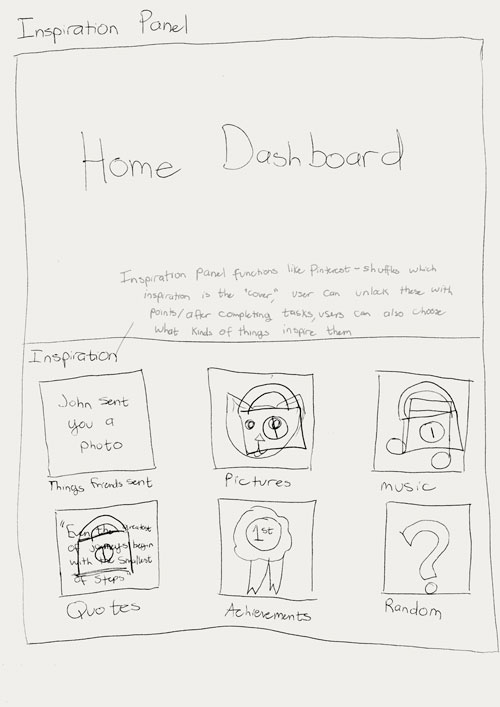 Inspiration Panel
Home Dashboard
Inspiration panel functions like Pinterest - shuffles which
inspiration is the "cover," user can unlock these with
points/after completing tasks, users can also choose
what kinds of things inspire them
Inspiration
John sent
you a
photo
Things friends sent
Pictures
music
"Even the greatest
of journeys begin
with the smallest
of steps"
Quotes
1st
Achievements
?
Random